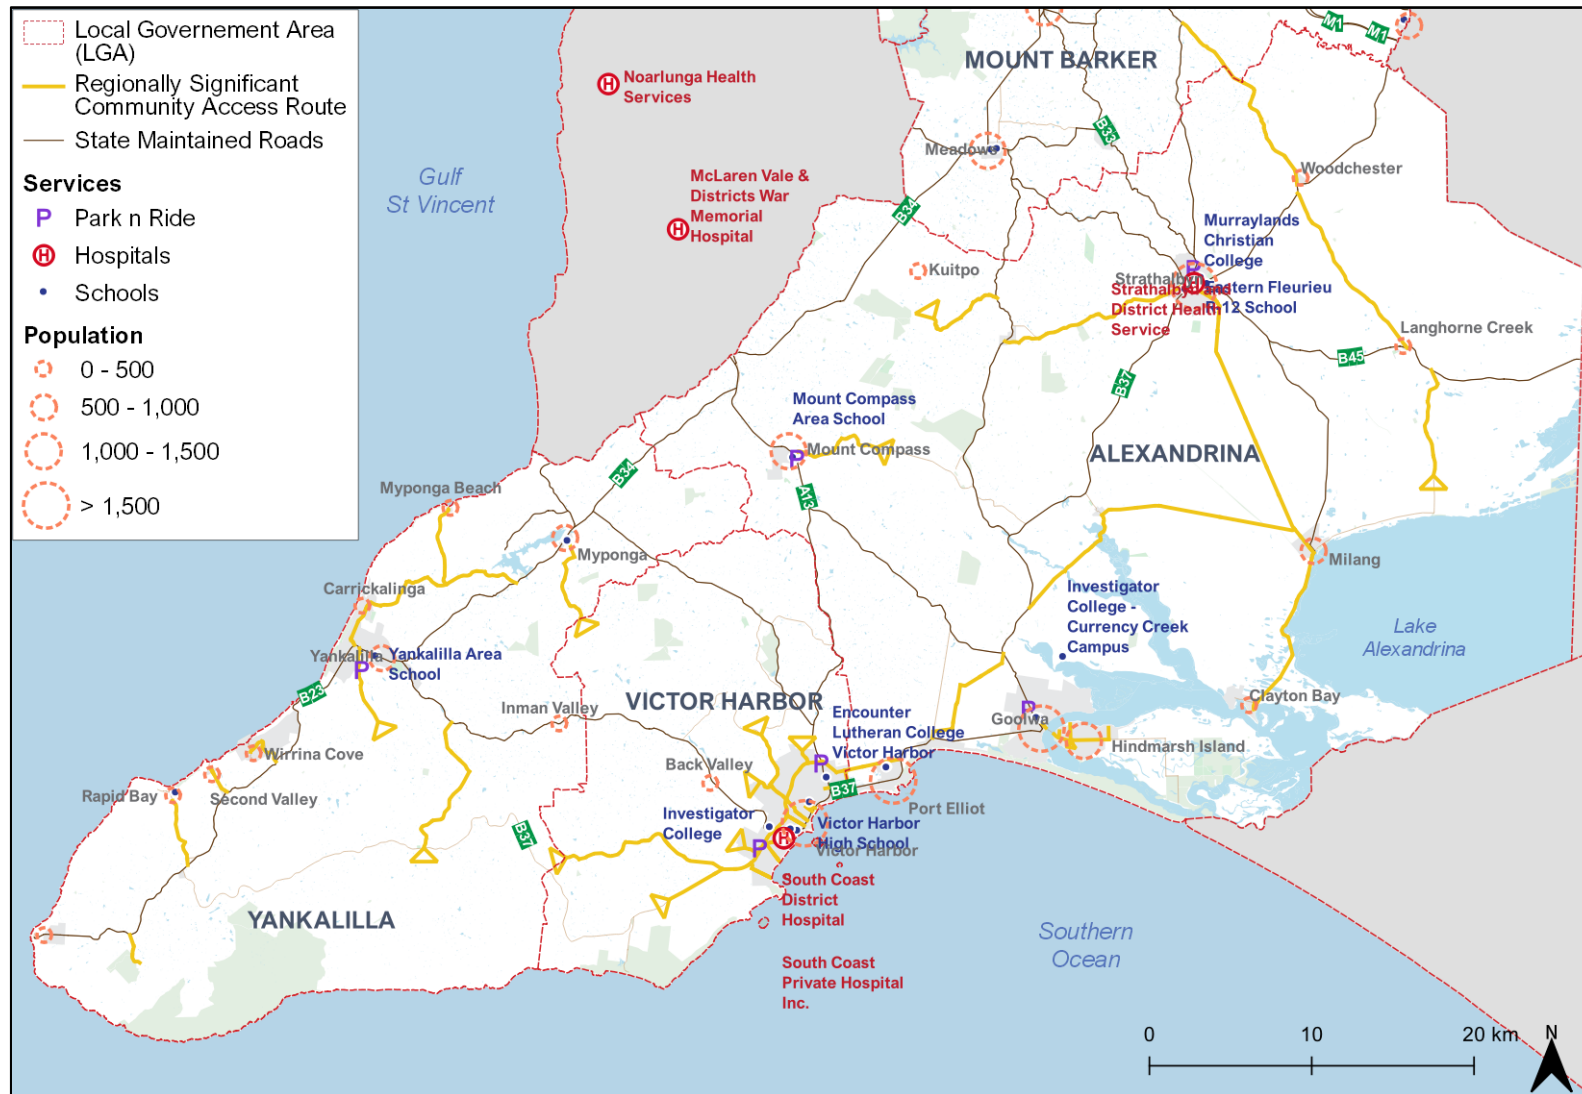 Local Governement Area
(LGA)
Regionally Significant
Community Access Route
State Maintained Roads
Services
P Park n Ride
H Hospitals
Schools
Population
0 - 500
500 - 1,000
1,000 - 1,500
> 1,500
Gulf
St Vincent
Noarlunga Health
Services
H
McLaren Vale &
Districts War
Memorial
Hospital
H
MOUNT BARKER
M1
M1
B33
Meadows
B34
Woodchester
Kuitpo
Murraylands
Christian
College
P
Strathalbyn
H
Eastern Fleurieu
R-12 School
Strathalbyn and
District Health
Service
Langhorne Creek
B45
B37
Mount Compass
Area School
Mount Compass
P
ALEXANDRINA
A13
B34
Myponga Beach
Myponga
Milang
Carrickalinga
Investigator
College -
Currency Creek
Campus
Lake
Alexandrina
Yankalilla
P
Yankalilla Area
School
B23
Inman Valley
VICTOR HARBOR
Encounter
Lutheran College
Victor Harbor
P
Goolwa
P
Clayton Bay
Hindmarsh Island
Wirrina Cove
Second Valley
Rapid Bay
Back Valley
B37
Port Elliot
Investigator
College
Victor Harbor
High School
Victor Harbor
P
H
B37
South Coast
District
Hospital
South Coast
Private Hospital
Inc.
YANKALILLA
Southern
Ocean
0 10 20 km
N